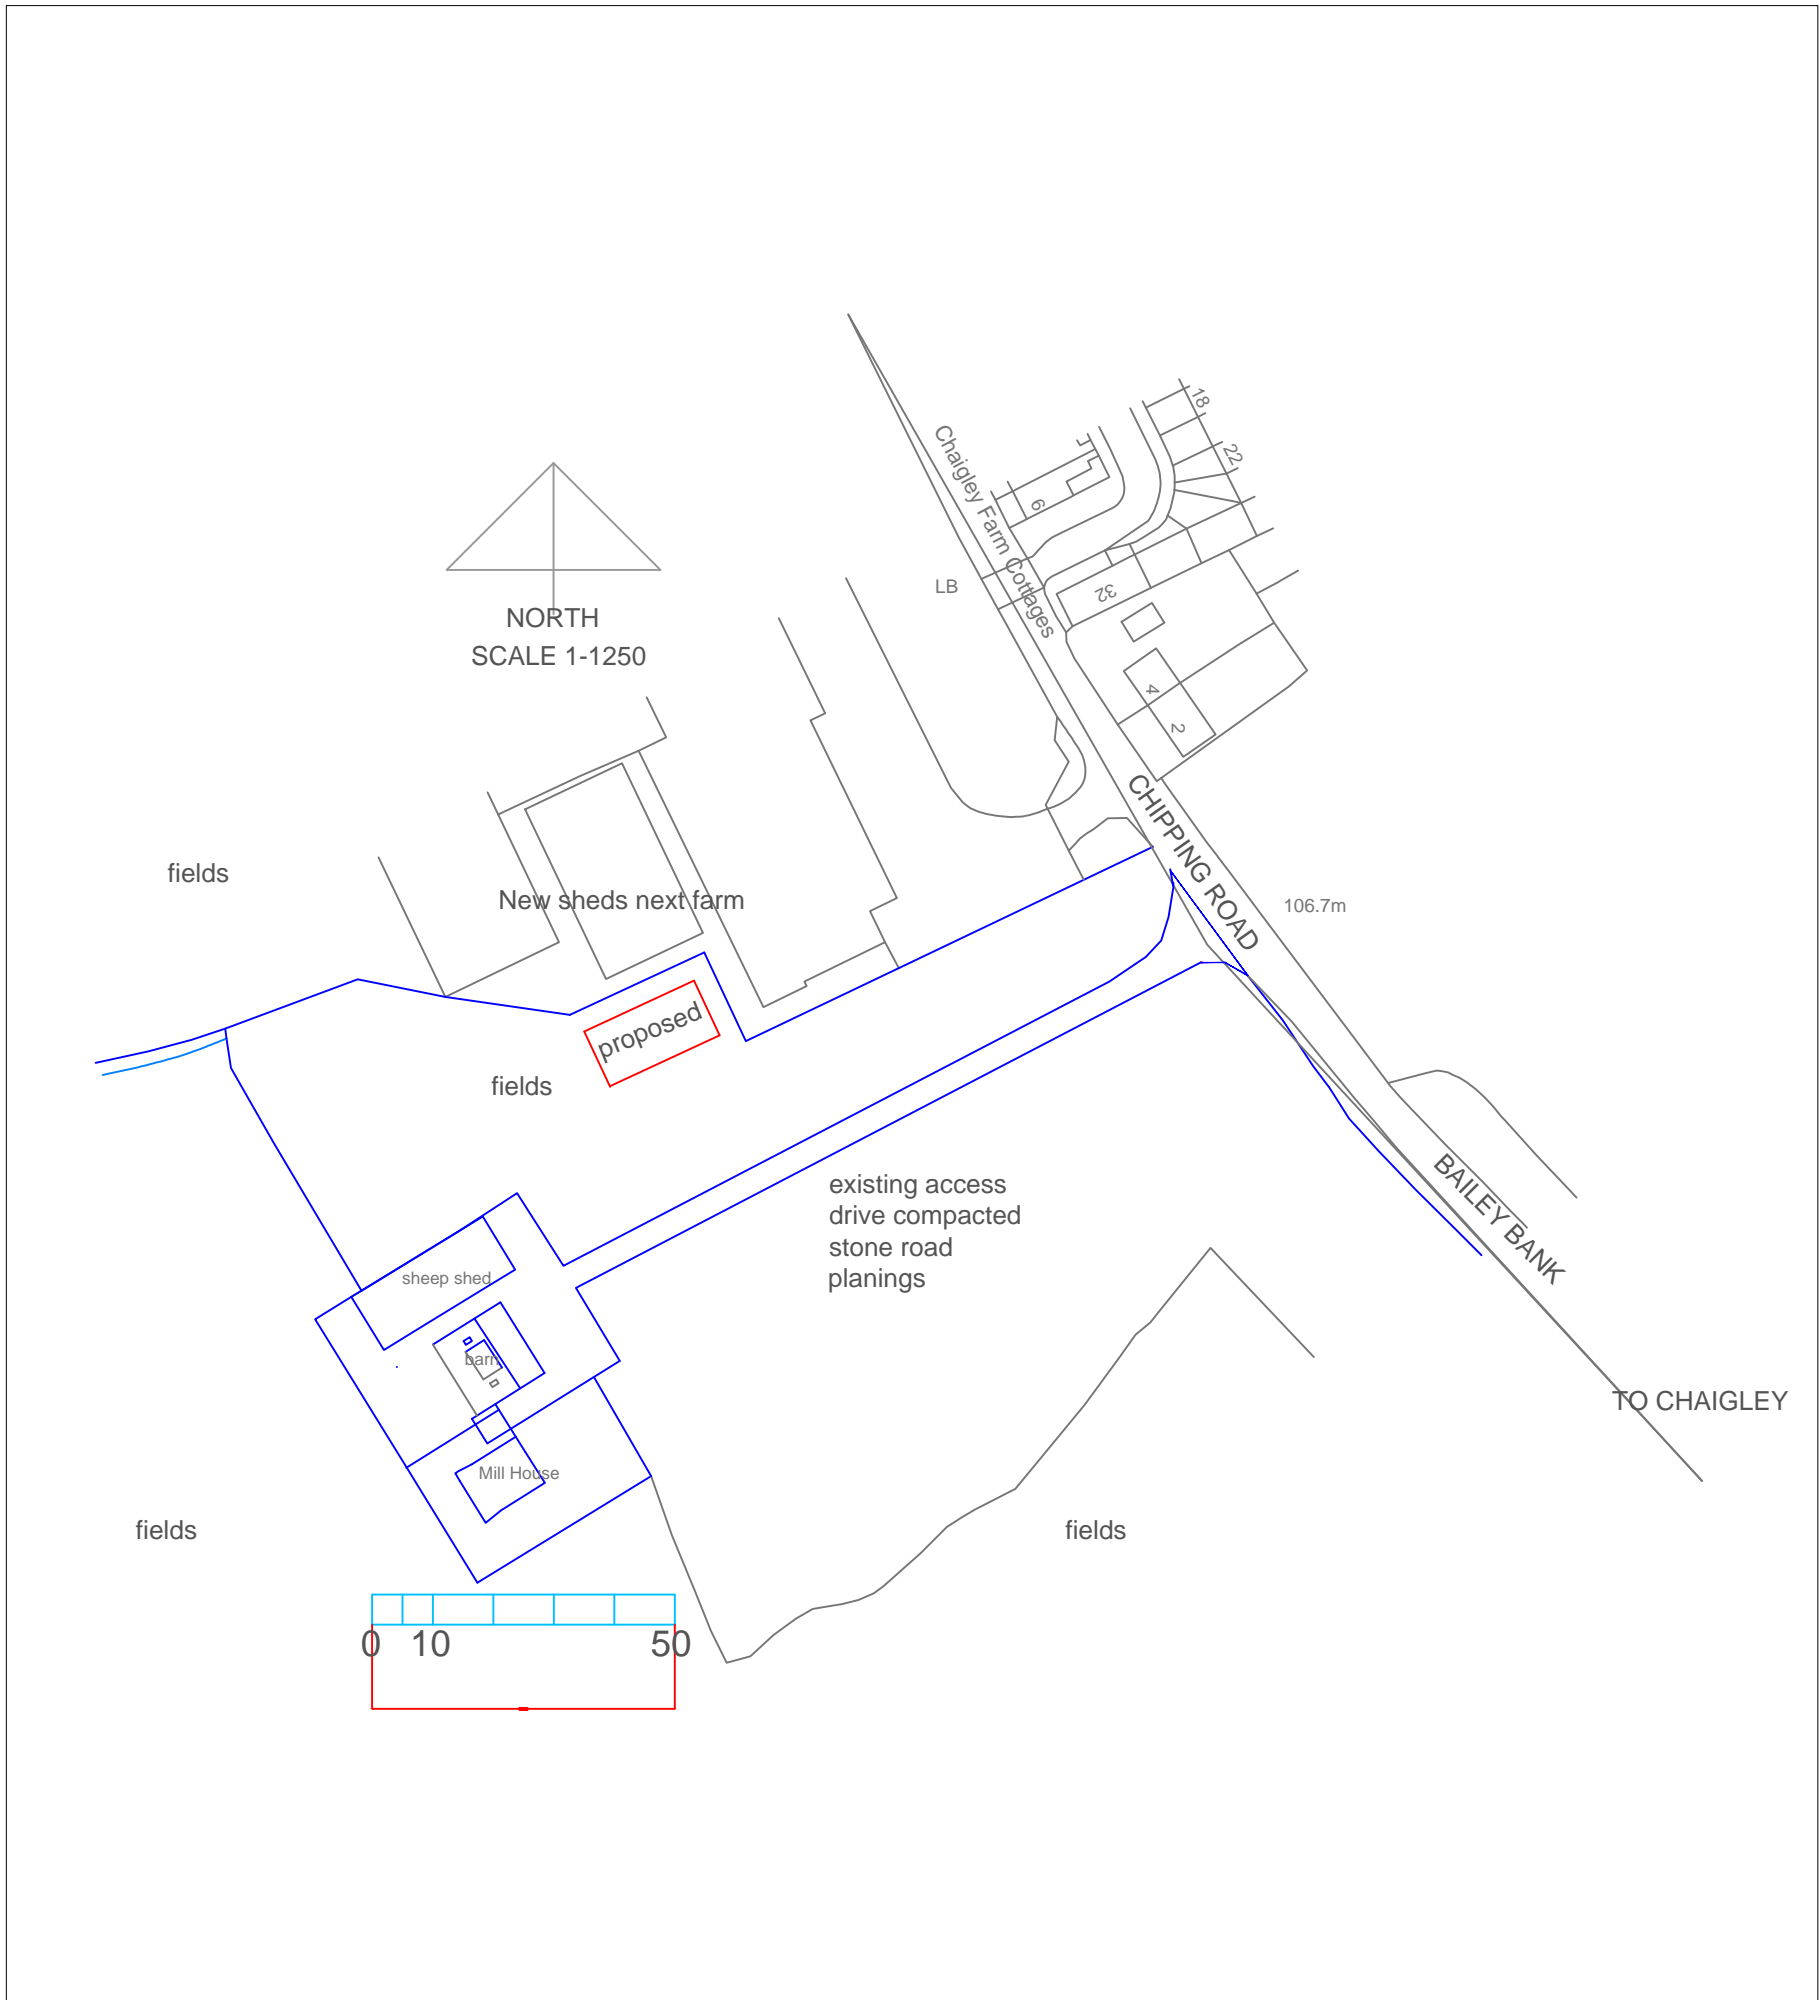 18
22
Chaigley Farm Cottages
6
LB
32
NORTH
SCALE 1-1250
4
2
CHIPPING ROAD
fields
New sheds next farm
106.7m
proposed
fields
existing access
drive compacted
stone road
planings
BAILEY BANK
sheep shed
barn
TO CHAIGLEY
Mill House
fields
fields
0 10 50